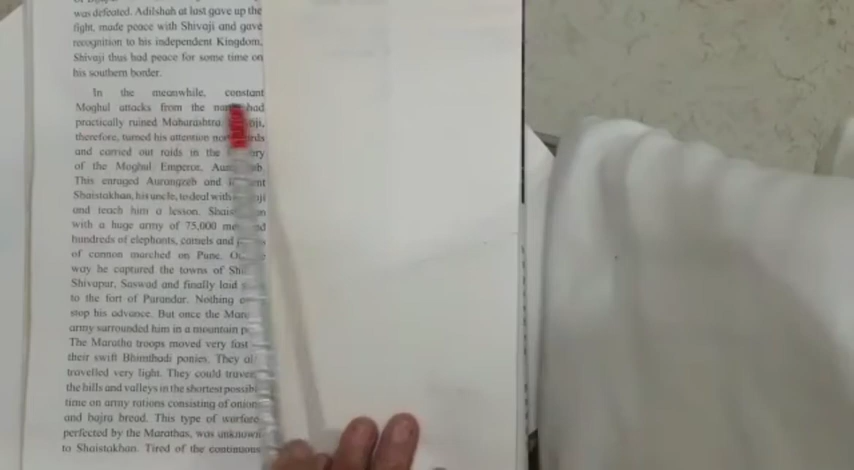 was defeated. Adilshah at last gave up the
fight, made peace with Shivaji and gave
recognition to his independent Kingdom.
Shivaji thus had peace for some time on
his southern border.
In the meanwhile, constant
Moghul attacks from the had
practically ruined Maharashtra.
therefore, turned his attention
and carried out raids in the
of the Moghul Emperor,
This enraged Aurangzeb and
Shaistakhan, his uncle, to deal with
and teach him a lesson.
with a huge army of 75,000
hundreds of elephants, camels and
of cannon marched on Pune.
way he captured the towns of
Shivapur, Saswad and finally laid
to the fort of Purandar. Nothing
stop his advance. But once the
army surrounded him in a mountain
The Maratha troops moved very fast
their swift Bhimthadi ponies. They
travelled very light. They could
the hills and valleys in the shortest
time on army rations consisting of
and bajra bread. This type of warfare
perfected by the Marathas, was unknown
to Shaistakhan. Tired of the continuous